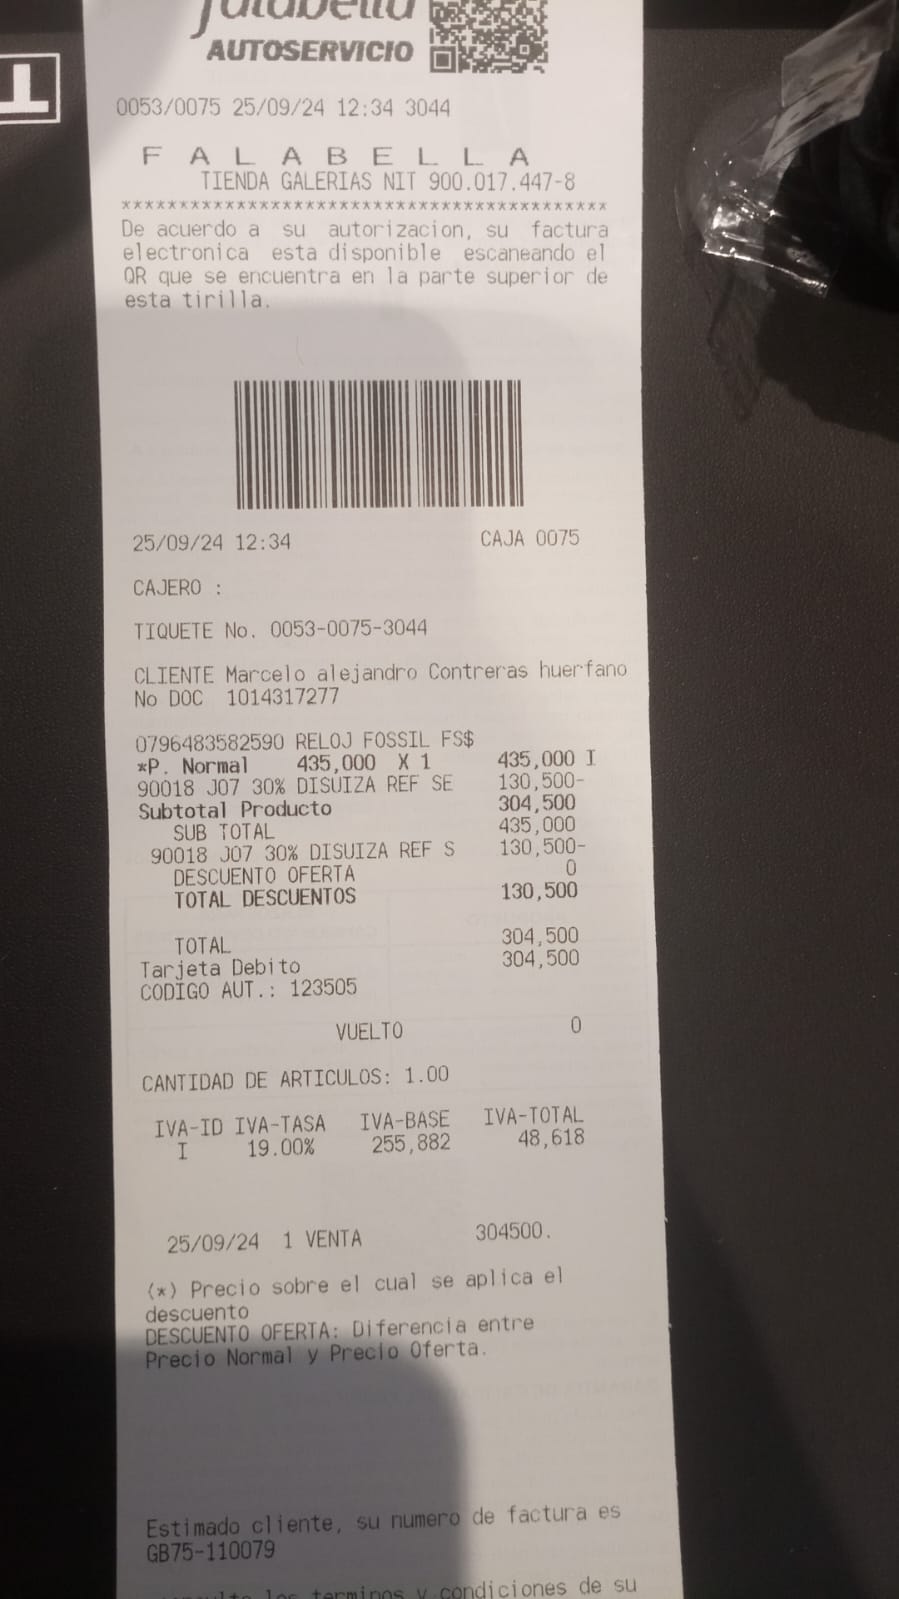 falabella
AUTOSERVICIO
0053/0075 25/09/24 12:34 3044
F A L A B E L L A
TIENDA GALERIAS NIT 900.017.447-8
******************************************
De acuerdo a su autorizacion, su factura
electronica esta disponible escaneando el
QR que se encuentra en la parte superior de
esta tirilla.
25/09/24 12:34 CAJA 0075
CAJERO :
TIQUETE No. 0053-0075-3044
CLIENTE Marcelo alejandro Contreras huerfano
No DOC 1014317277
0796483582590 RELOJ FOSSIL FS$
*P. Normal 435,000 X 1 435,000 I
90018 J07 30% DISUIZA REF SE 130,500-
Subtotal Producto 304,500
SUB TOTAL 435,000
90018 J07 30% DISUIZA REF S 130,500-
DESCUENTO OFERTA 0
TOTAL DESCUENTOS 130,500
TOTAL 304,500
Tarjeta Debito 304,500
CODIGO AUT.: 123505
VUELTO 0
CANTIDAD DE ARTICULOS: 1.00
IVA-ID IVA-TASA IVA-BASE IVA-TOTAL
I 19.00% 255,882 48,618
25/09/24 1 VENTA 304500.
(*) Precio sobre el cual se aplica el
descuento
DESCUENTO OFERTA: Diferencia entre
Precio Normal y Precio Oferta.
Estimado cliente, su numero de factura es
GB75-110079
los terminos y condiciones de su